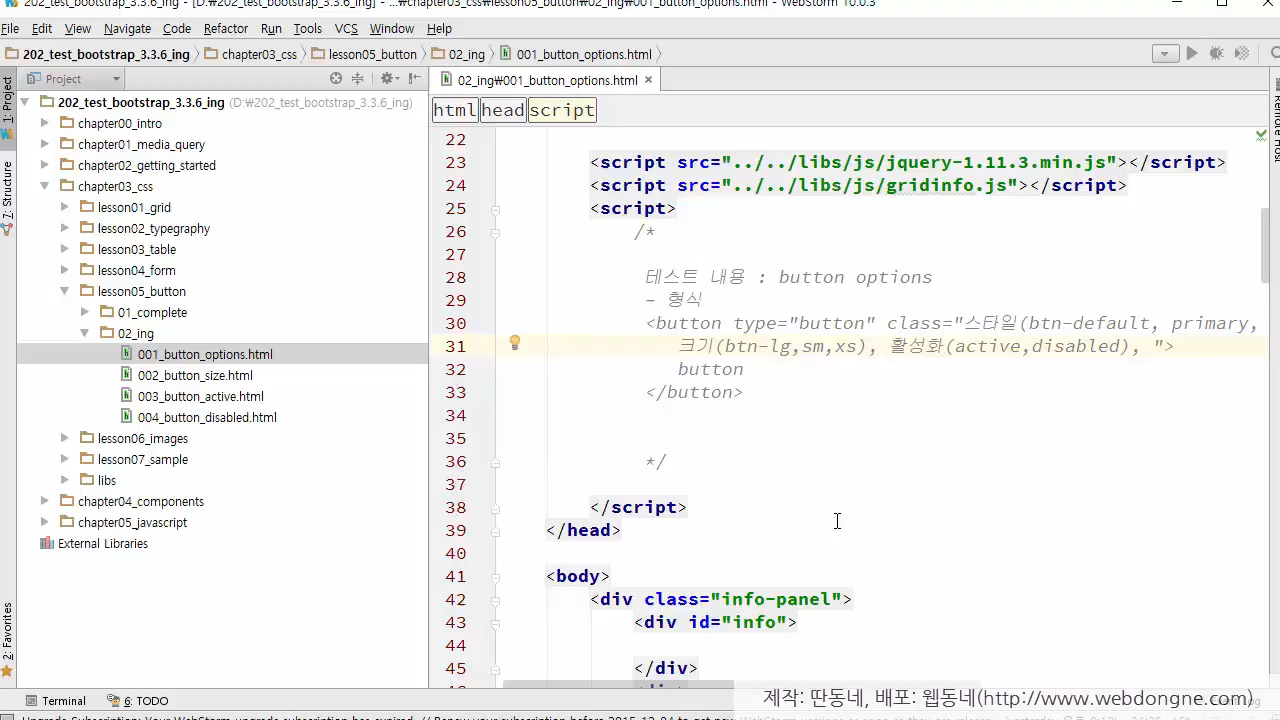 202_test_bootstrap_3.3.6_ing] - [D:₩202_test_bootstrap_3.3.6_ing] - ...₩chapter03_css₩lesson05_button₩02_ing₩001_button_options.html] - WebStorm 10.0.3
File Edit View Navigate Code Refactor Run Tools VCS Window Help
202_test_bootstrap_3.3.6_ing chapter03_css lesson05_button 02_ing 001_button_options.html
Project
02_ing₩001_button_options.html
1: Project
7: Structure
2: Favorites
Remote Host
202_test_bootstrap_3.3.6_ing (D:₩202_test_bootstrap_3.3.6_ing)
chapter00_intro
chapter01_media_query
chapter02_getting_started
chapter03_css
lesson01_grid
lesson02_typegraphy
lesson03_table
lesson04_form
lesson05_button
01_complete
02_ing
001_button_options.html
002_button_size.html
003_button_active.html
004_button_disabled.html
lesson06_images
lesson07_sample
libs
chapter04_components
chapter05_javascript
External Libraries
html head script
22
23 <script src="../../libs/js/jquery-1.11.3.min.js"></script>
24 <script src="../../libs/js/gridinfo.js"></script>
25 <script>
26 /*
27
28 테스트 내용 : button options
29 - 형식
30 <button type="button" class="스타일(btn-default, primary,
31 크기(btn-lg,sm,xs), 활성화(active,disabled), ">
32 button
33 </button>
34
35
36 */
37
38 </script>
39 </head>
40
41 <body>
42 <div class="info-panel">
43 <div id="info">
44
45 </div>
Terminal 6: TODO
제작: 딴동네, 배포: 웹동네(http://www.webdongne.com)